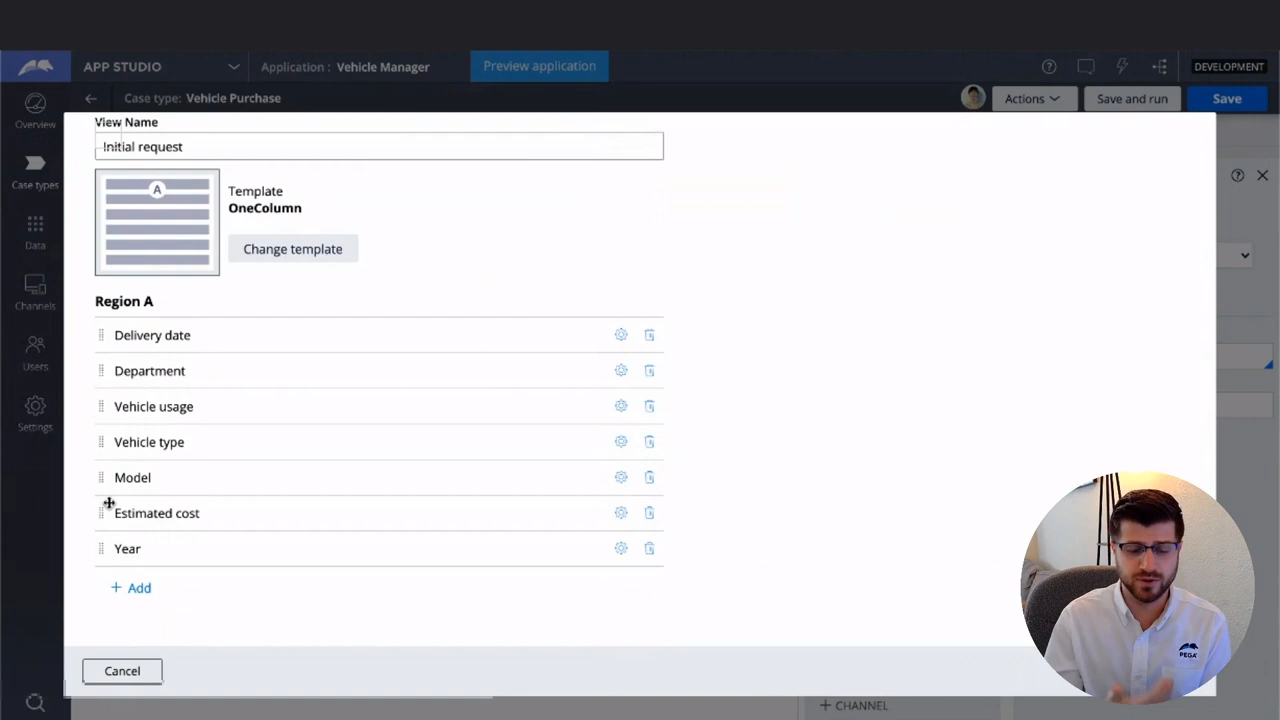 APP STUDIO
Application : Vehicle Manager
Preview application
DEVELOPMENT
Case type: Vehicle Purchase
Actions
Save and run
Save
Overview
Case types
Data
Channels
Users
Settings
View Name
Initial request
A
Template
OneColumn
Change template
Region A
Delivery date
Department
Vehicle usage
Vehicle type
Model
Estimated cost
Year
+ Add
Cancel
+ CHANNEL
PEGA